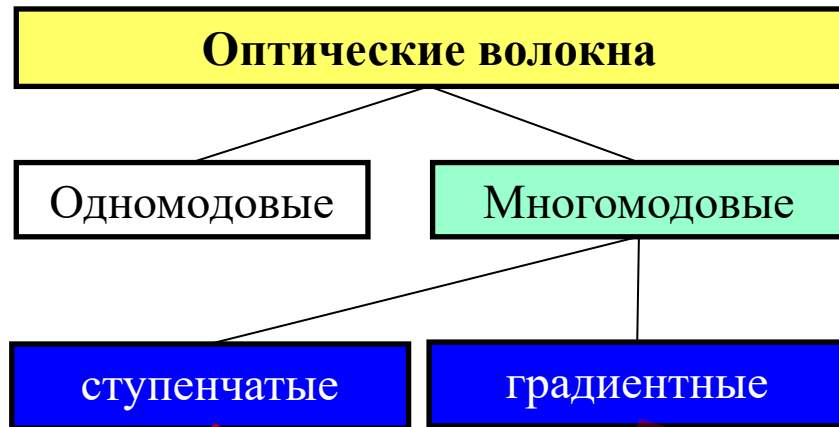 Оптические волокна
Одномодовые
Многомодовые
ступенчатые
градиентные